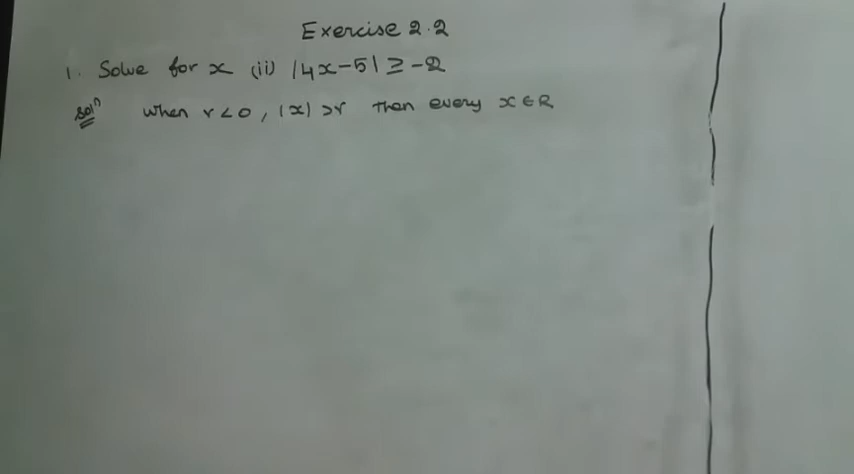 Exercise 2.2
1. Solve for x (ii) |4x-5| ≥ -2
Soln when r<0, |x|>r then every x∈R